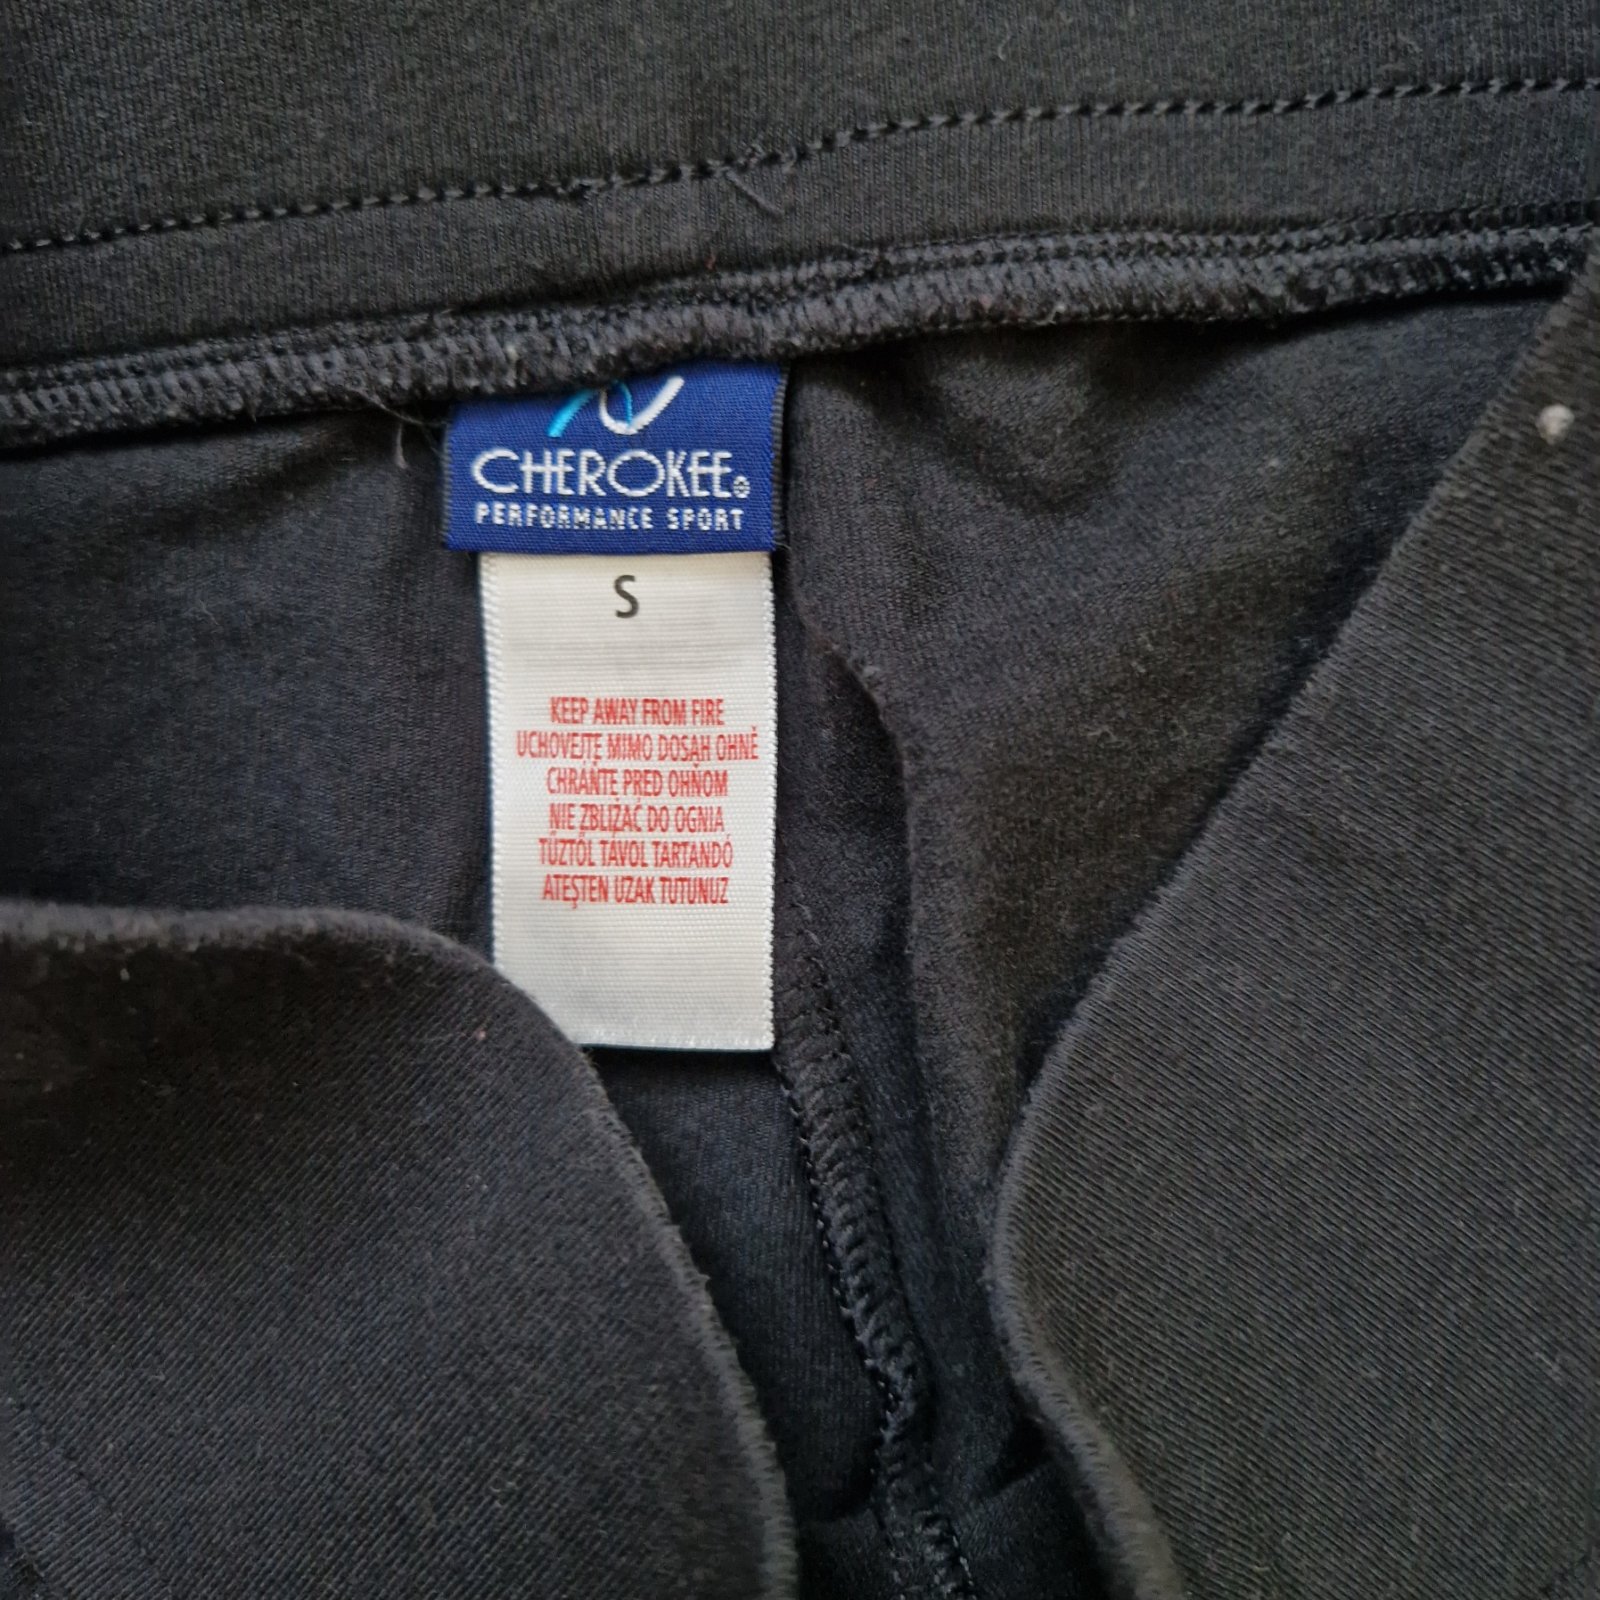 CHEROKEE®
PERFORMANCE SPORT
S
KEEP AWAY FROM FIRE
UCHOVEJTE MIMO DOSAH OHNĚ
CHRÁŇTE PRED OHŇOM
NIE ZBLIŻAĆ DO OGNIA
TŰZTŐL TÁVOL TARTANDÓ
ATEŞTEN UZAK TUTUNUZ